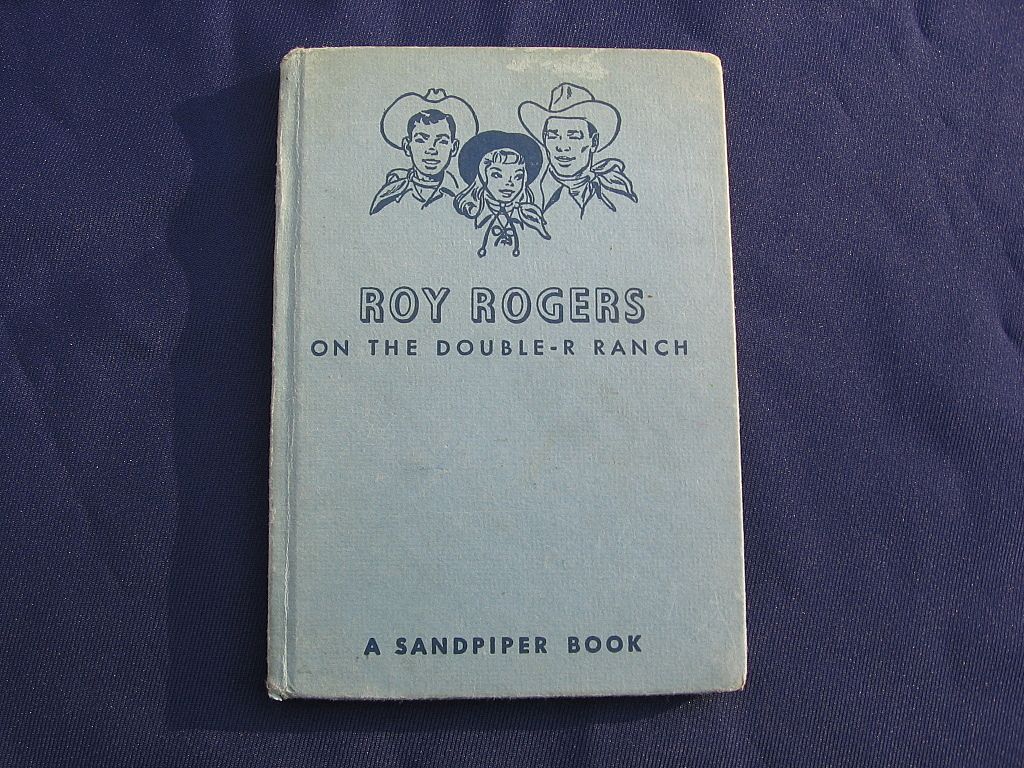 ROY ROGERS
ON THE DOUBLE-R RANCH
A SANDPIPER BOOK